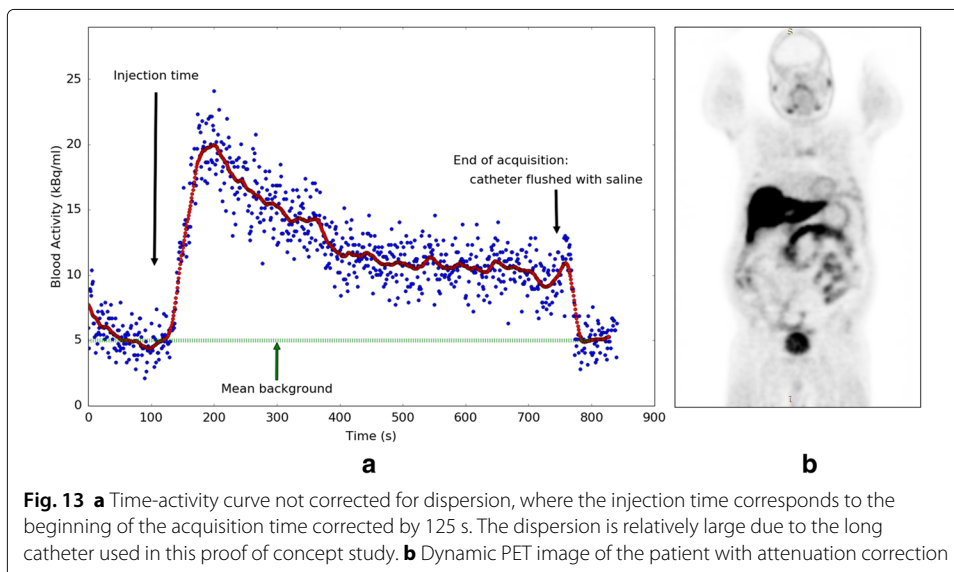 Blood Activity (kBq/ml)
25
20
15
10
5
0
Injection time
End of acquisition:
catheter flushed with saline
Mean background
0 100 200 300 400 500 600 700 800 900
Time (s)
a
S
I
b
Fig. 13 a Time-activity curve not corrected for dispersion, where the injection time corresponds to the
beginning of the acquisition time corrected by 125 s. The dispersion is relatively large due to the long
catheter used in this proof of concept study. b Dynamic PET image of the patient with attenuation correction